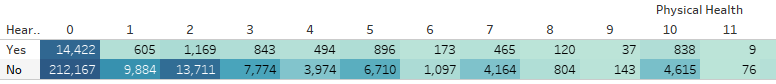 Physical Health
Hear.. 0 1 2 3 4 5 6 7 8 9 10 11
Yes 14,422 605 1,169 843 494 896 173 465 120 37 838 9
No 212,167 9,884 13,711 7,774 3,974 6,710 1,097 4,164 804 143 4,615 76